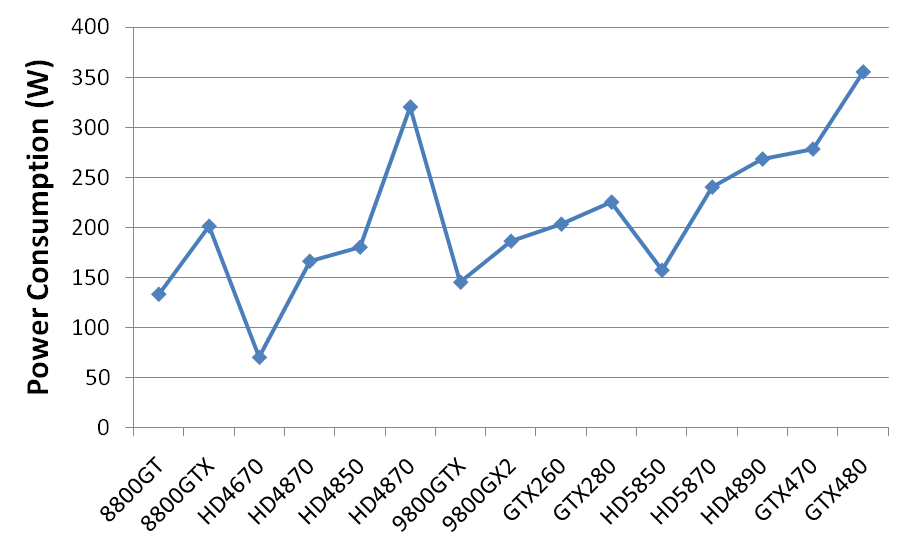 Power Consumption (W)
400
350
300
250
200
150
100
50
0
8800GT
8800GTX
HD4670
HD4870
HD4850
HD4870
9800GTX
9800GX2
GTX260
GTX280
HD5850
HD5870
HD4890
GTX470
GTX480